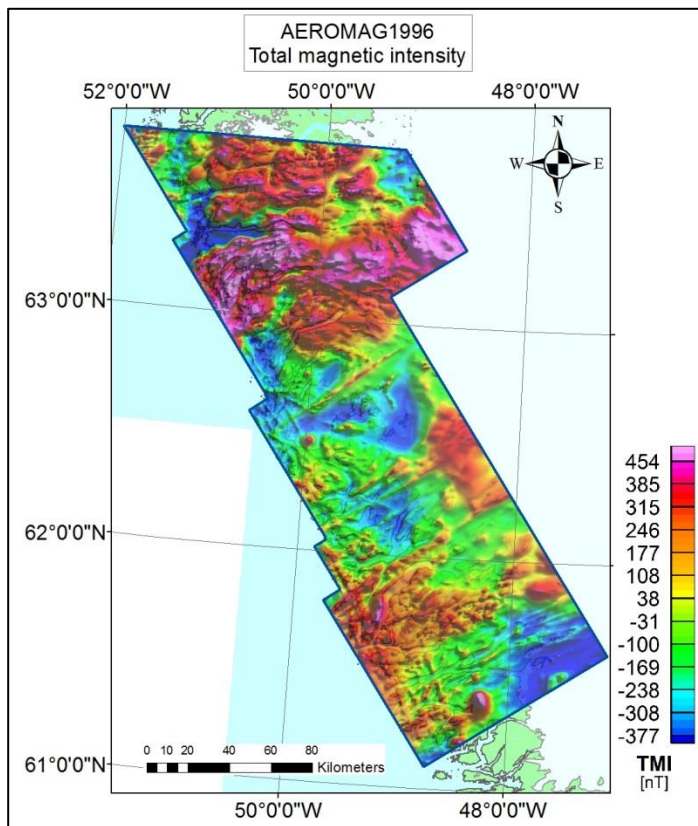 AEROMAG1996
Total magnetic intensity
52°0'0"W 50°0'0"W 48°0'0"W
N
W E
S
63°0'0"N
62°0'0"N
61°0'0"N
454
385
315
246
177
108
38
-31
-100
-169
-238
-308
-377
TMI
[nT]
0 10 20 40 60 80
Kilometers
50°0'0"W 48°0'0"W